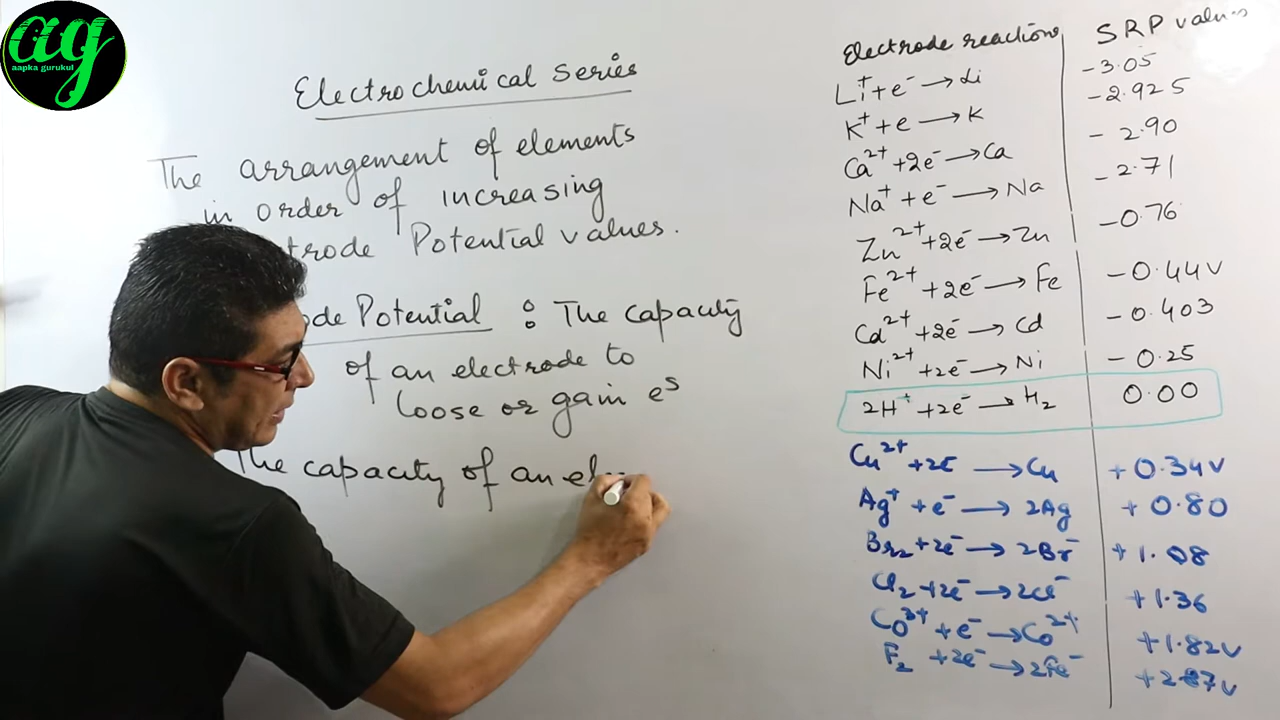 ag
aapka gurukul
Electrochemical Series
The arrangement of elements
in order of increasing
trode Potential values.
ode Potential : The capacity
of an electrode to
loose or gain es
The capacity of an el
Electrode reactions SRP values
Li⁺ + e⁻ → Li -3.05
K⁺ + e → K -2.925
Ca²⁺ + 2e⁻ → Ca -2.90
Na⁺ + e⁻ → Na -2.71
Zn²⁺ + 2e⁻ → Zn -0.76
Fe²⁺ + 2e⁻ → Fe -0.44V
Cd²⁺ + 2e⁻ → Cd -0.403
Ni²⁺ + 2e⁻ → Ni -0.25
2H⁺ + 2e⁻ → H₂ 0.00
Cu²⁺ + 2e⁻ → Cu +0.34V
Ag⁺ + e⁻ → 2Ag +0.80
Br₂ + 2e⁻ → 2Br⁻ +1.08
Cl₂ + 2e⁻ → 2Cl⁻ +1.36
CO³⁺ + e⁻ → Co²⁺ +1.82V
F₂ + 2e⁻ → 2Fe⁻ +2.87V